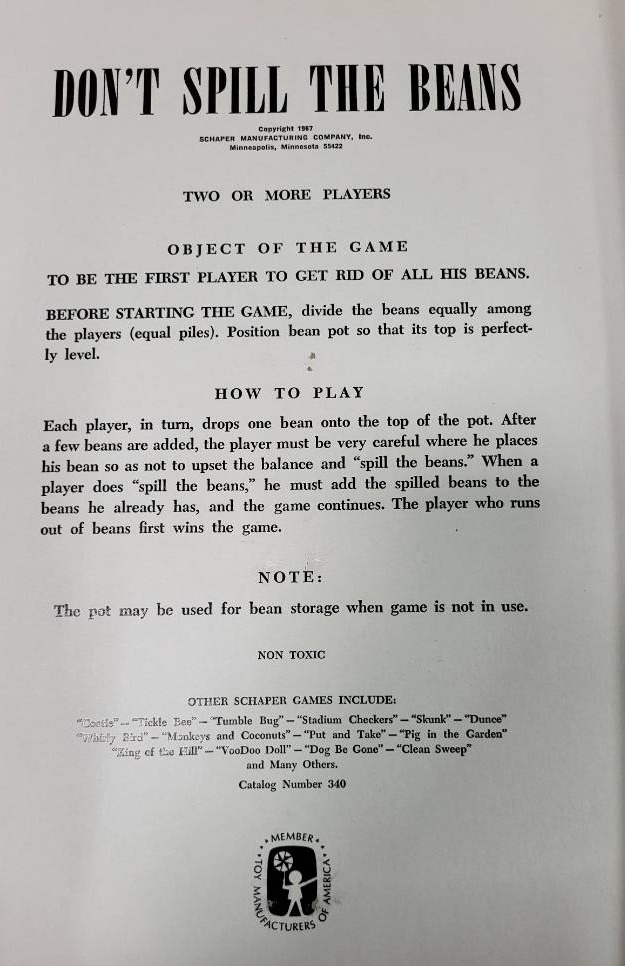 DON'T SPILL THE BEANS
Copyright 1967
SCHAPER MANUFACTURING COMPANY, Inc.
Minneapolis, Minnesota 55422
TWO OR MORE PLAYERS
OBJECT OF THE GAME
TO BE THE FIRST PLAYER TO GET RID OF ALL HIS BEANS.
BEFORE STARTING THE GAME, divide the beans equally among
the players (equal piles). Position bean pot so that its top is perfect-
ly level.
HOW TO PLAY
Each player, in turn, drops one bean onto the top of the pot. After
a few beans are added, the player must be very careful where he places
his bean so as not to upset the balance and "spill the beans." When a
player does "spill the beans," he must add the spilled beans to the
beans he already has, and the game continues. The player who runs
out of beans first wins the game.
NOTE:
The pot may be used for bean storage when game is not in use.
NON TOXIC
OTHER SCHAPER GAMES INCLUDE:
"Cootie" — "Tickle Bee" — "Tumble Bug" — "Stadium Checkers" — "Skunk" — "Dunce"
"Whirly Bird" — "Monkeys and Coconuts" — "Put and Take" — "Pig in the Garden"
"King of the Hill" — "VooDoo Doll" — "Dog Be Gone" — "Clean Sweep"
and Many Others.
Catalog Number 340
MEMBER
TOY MANUFACTURERS OF AMERICA